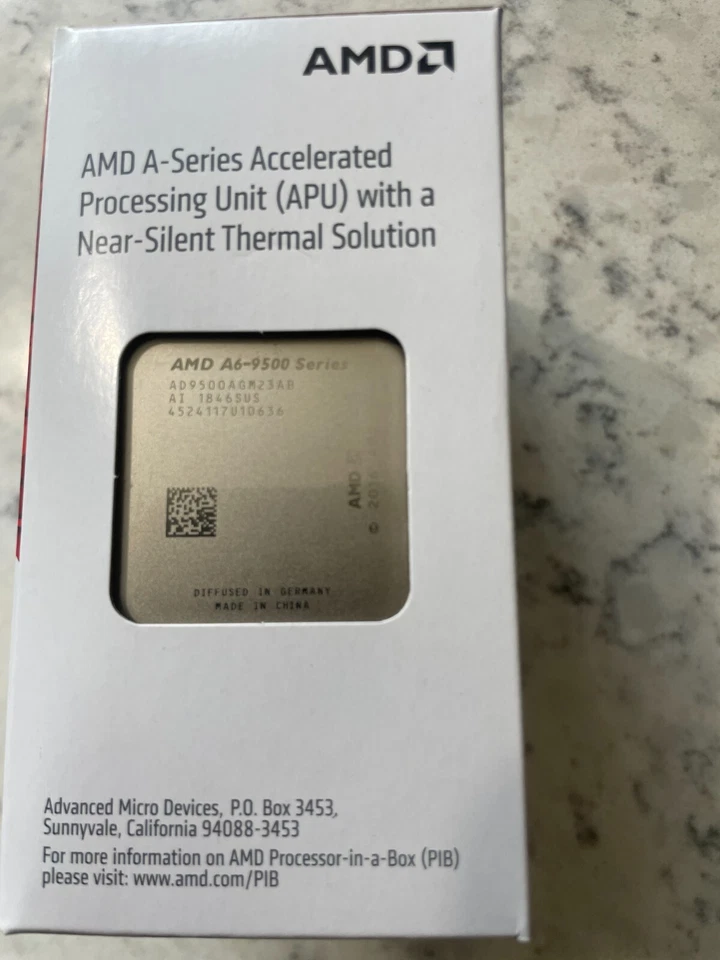 AMD
AMD A-Series Accelerated
Processing Unit (APU) with a
Near-Silent Thermal Solution
AMD A6-9500 Series
AD9500AGM23AB
AI 1846SUS
4524117U10636
AMD
© 2016
DIFFUSED IN GERMANY
MADE IN CHINA
Advanced Micro Devices, P.O. Box 3453,
Sunnyvale, California 94088-3453
For more information on AMD Processor-in-a-Box (PIB)
please visit: www.amd.com/PIB